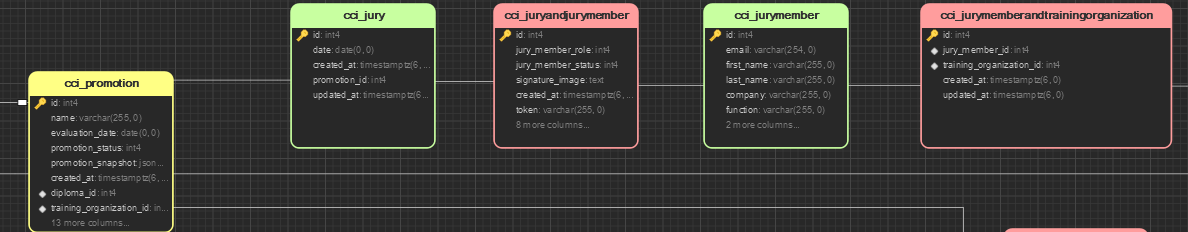 cci_jury
id: int4
date: date(0, 0)
created_at: timestamptz(6, ...
promotion_id: int4
updated_at: timestamptz(6...
cci_juryandjurymember
id: int4
jury_member_role: int4
jury_member_status: int4
signature_image: text
created_at: timestamptz(6, ...
token: varchar(255, 0)
8 more columns...
cci_jurymember
id: int4
email: varchar(254, 0)
first_name: varchar(255, 0)
last_name: varchar(255, 0)
company: varchar(255, 0)
function: varchar(255, 0)
2 more columns...
cci_jurymemberandtrainingorganization
id: int4
jury_member_id: int4
training_organization_id: int4
created_at: timestamptz(6, 0)
updated_at: timestamptz(6, 0)
cci_promotion
id: int4
name: varchar(255, 0)
evaluation_date: date(0, 0)
promotion_status: int4
promotion_snapshot: json...
created_at: timestamptz(6, ...
diploma_id: int4
training_organization_id: in...
13 more columns...